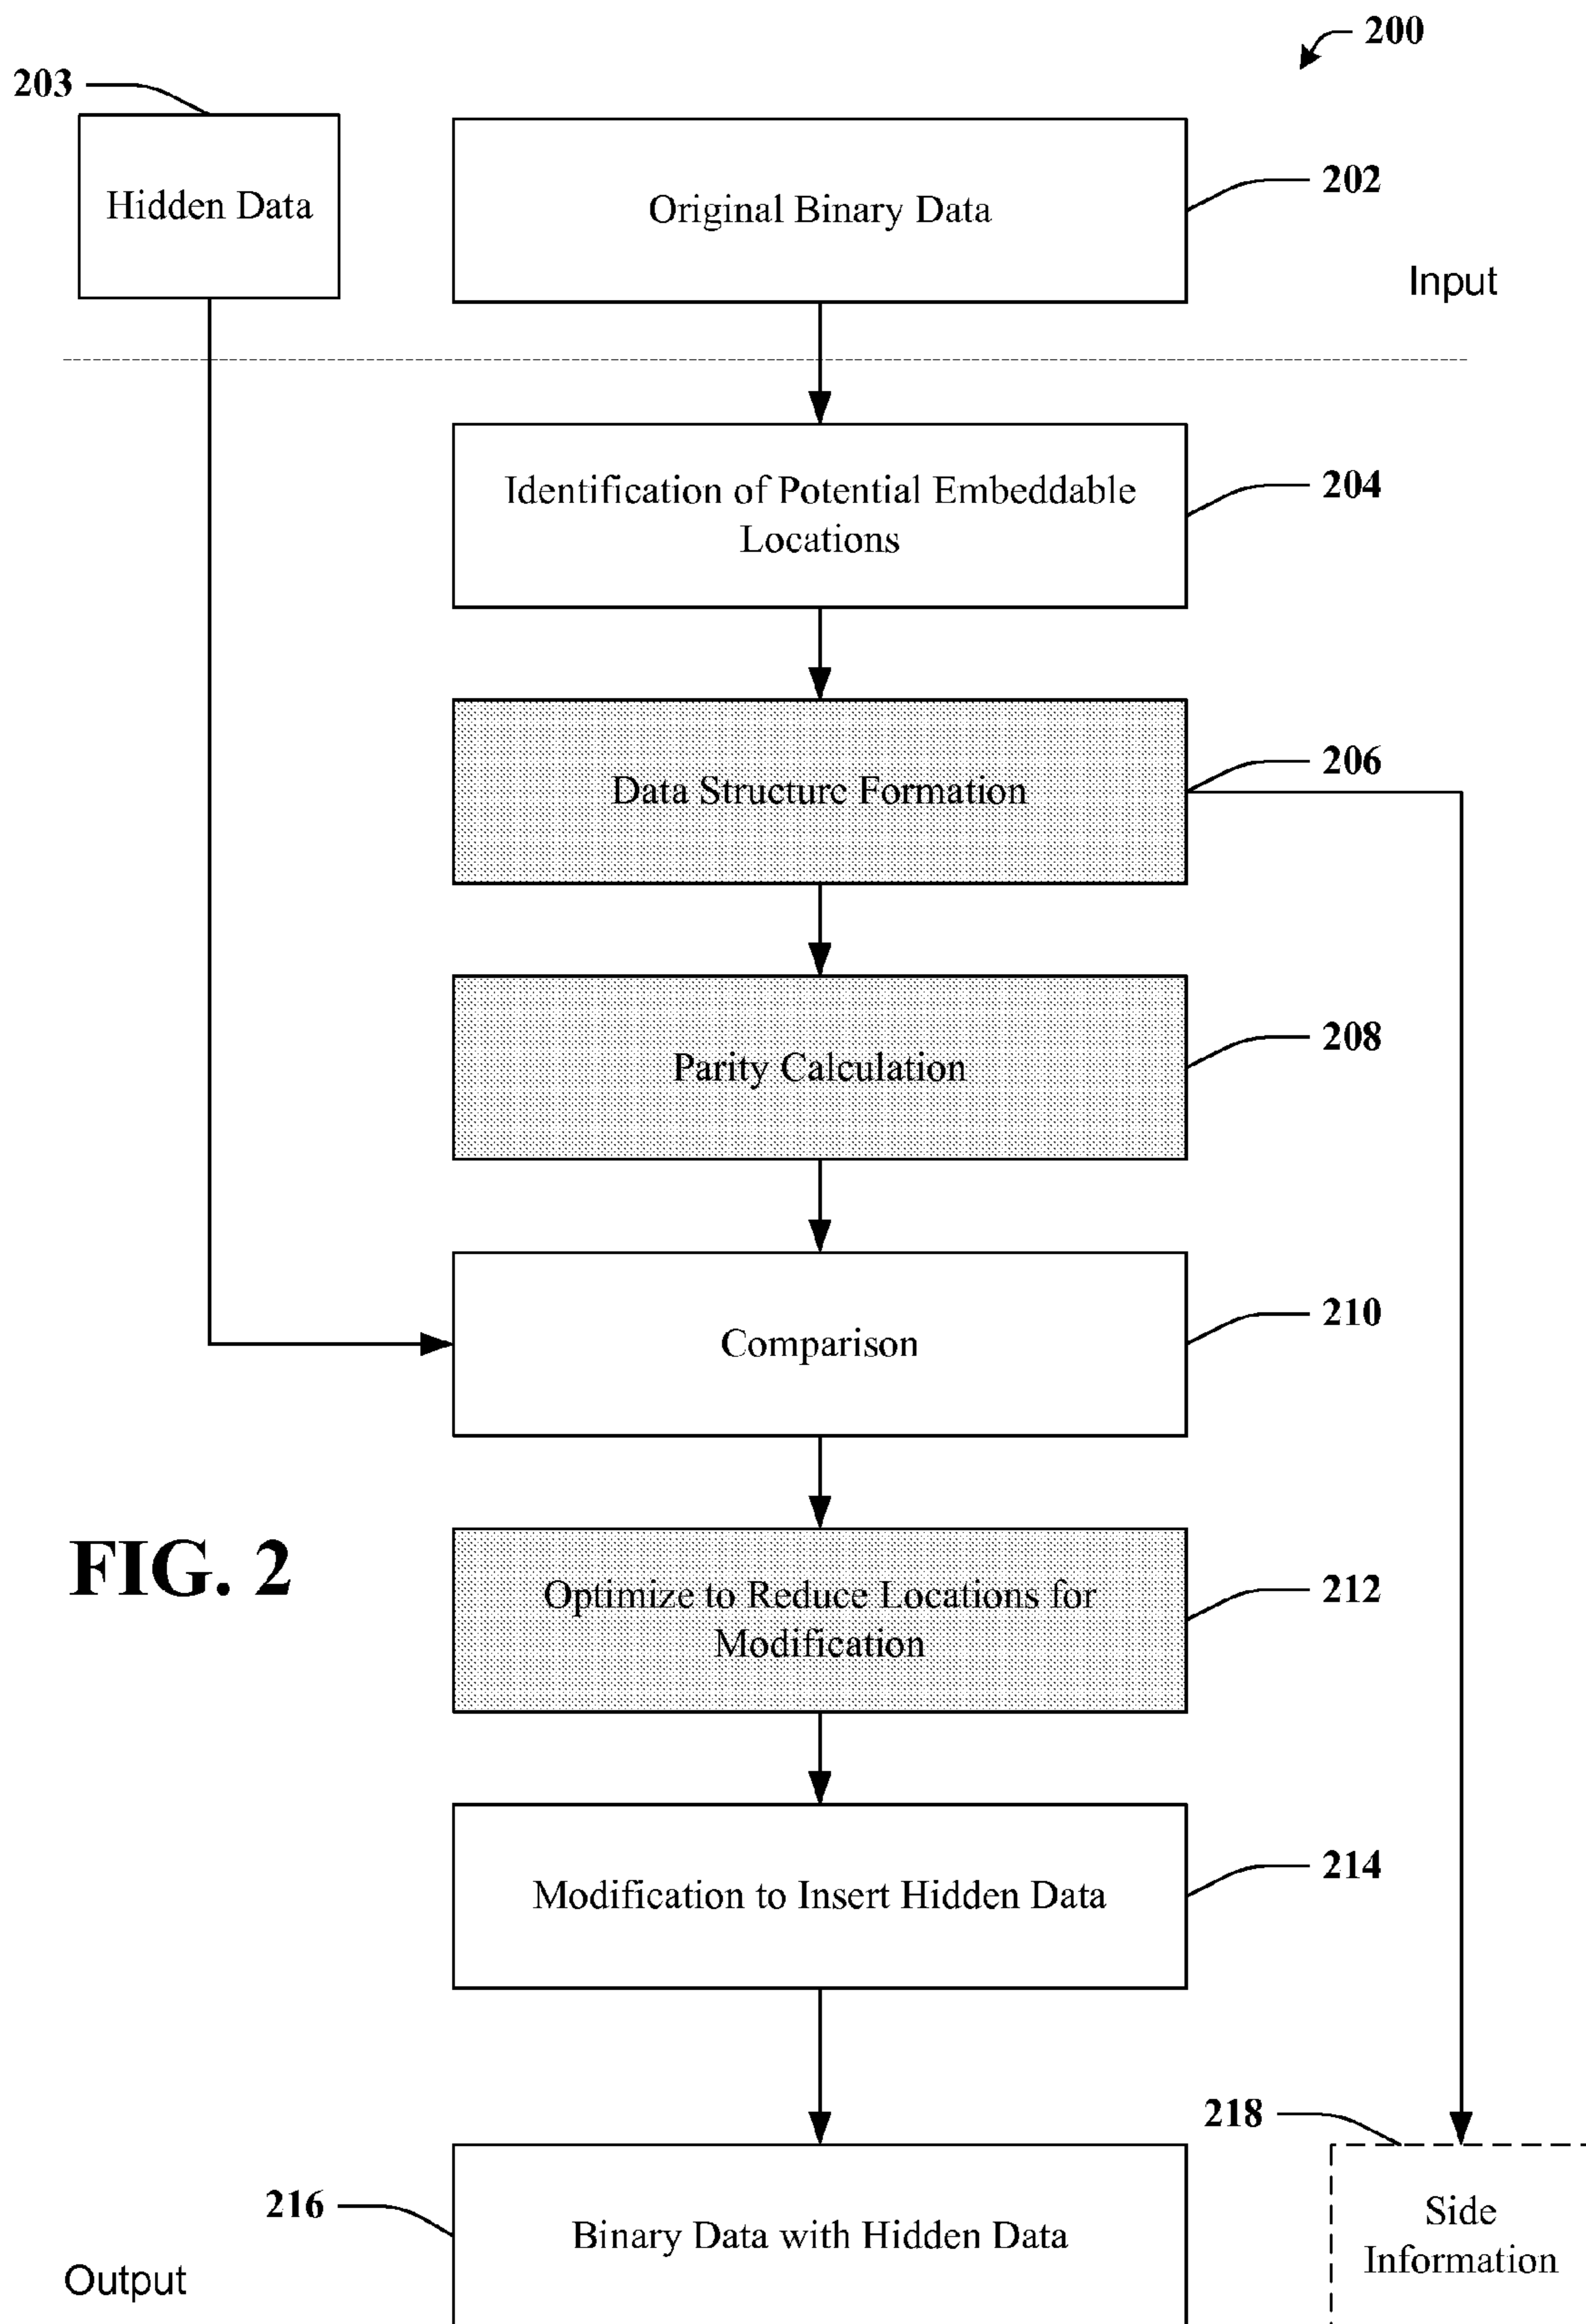 200
203
Hidden Data
Original Binary Data
202
Input
Identification of Potential Embeddable
Locations
204
Data Structure Formation
206
Parity Calculation
208
Comparison
210
FIG. 2
Optimize to Reduce Locations for
Modification
212
Modification to Insert Hidden Data
214
218
216
Binary Data with Hidden Data
Side
Information
Output